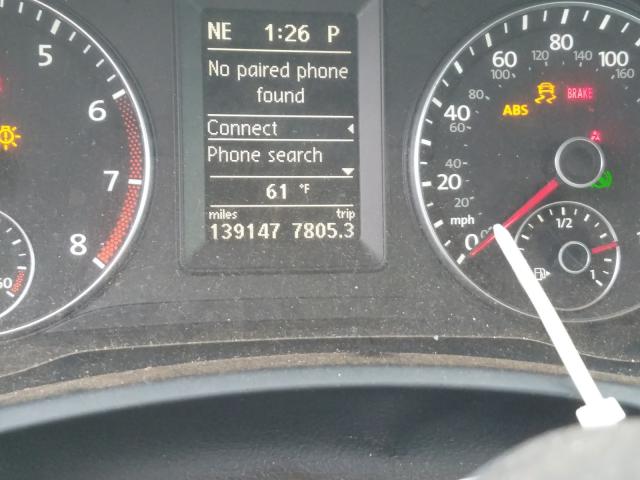 NE 1:26 P
No paired phone
found
Connect
Phone search
61 °F
miles trip
139147 7805.3
5
6
7
8
60 80 100
100 120 140 160
80
40
60
ABS BRAKE
40
20
20
mph
0
1/2
1